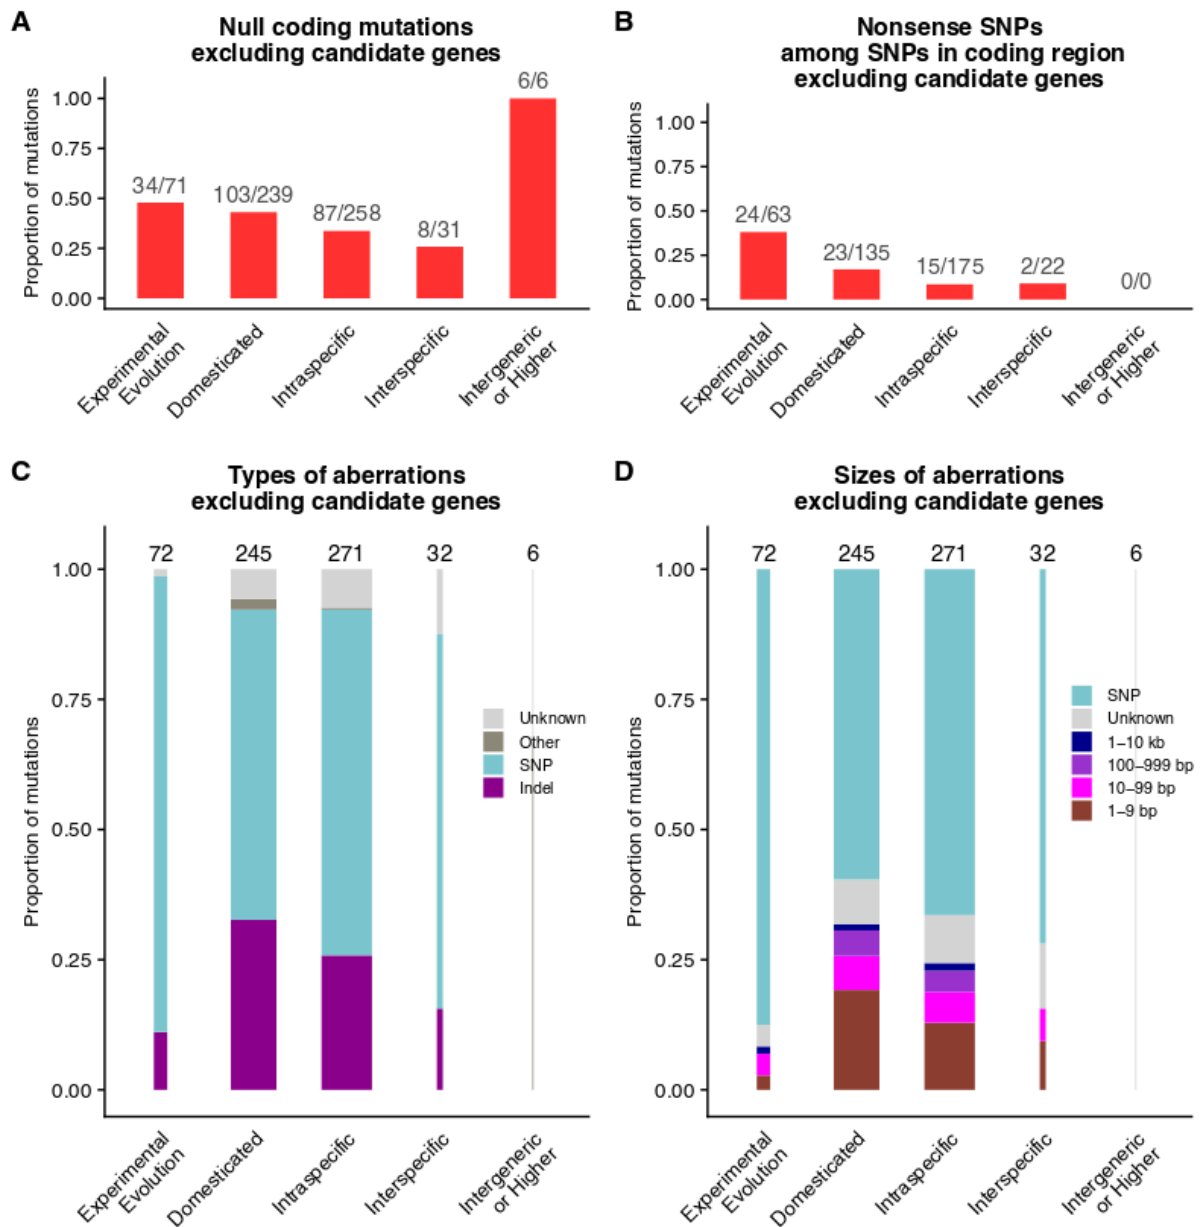 A
Null coding mutations
excluding candidate genes
Proportion of mutations
1.00
0.75
0.50
0.25
0.00
34/71
103/239
87/258
8/31
6/6
Experimental
Evolution
Domesticated
Intraspecific
Interspecific
Intergeneric
or Higher
B
Nonsense SNPs
among SNPs in coding region
excluding candidate genes
Proportion of mutations
1.00
0.75
0.50
0.25
0.00
24/63
23/135
15/175
2/22
0/0
Experimental
Evolution
Domesticated
Intraspecific
Interspecific
Intergeneric
or Higher
C
Types of aberrations
excluding candidate genes
Proportion of mutations
1.00
0.75
0.50
0.25
0.00
72
245
271
32
6
Unknown
Other
SNP
Indel
Experimental
Evolution
Domesticated
Intraspecific
Interspecific
Intergeneric
or Higher
D
Sizes of aberrations
excluding candidate genes
Proportion of mutations
1.00
0.75
0.50
0.25
0.00
72
245
271
32
6
SNP
Unknown
1–10 kb
100–999 bp
10–99 bp
1–9 bp
Experimental
Evolution
Domesticated
Intraspecific
Interspecific
Intergeneric
or Higher